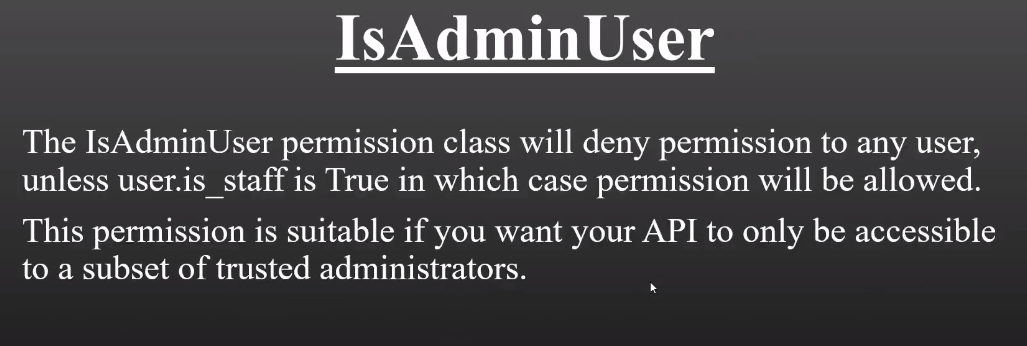 IsAdminUser
The IsAdminUser permission class will deny permission to any user,
unless user.is_staff is True in which case permission will be allowed.
This permission is suitable if you want your API to only be accessible
to a subset of trusted administrators.